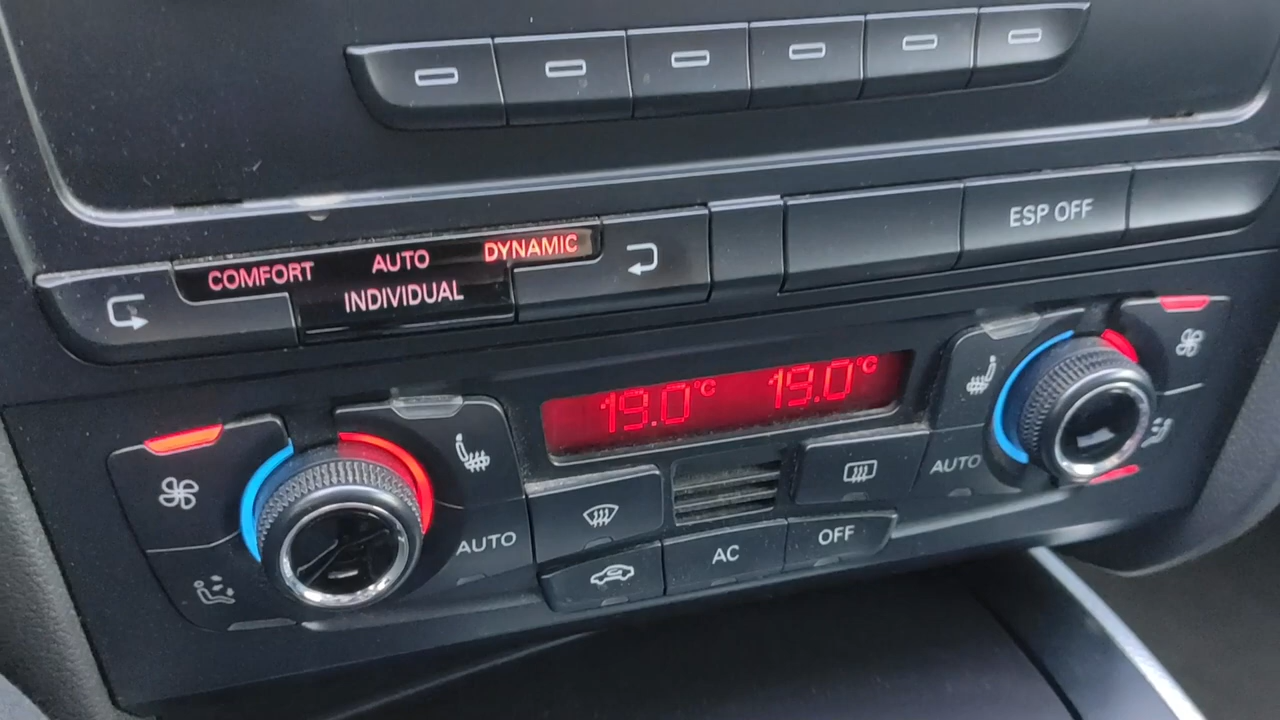 ESP OFF
COMFORT AUTO DYNAMIC
INDIVIDUAL
19.0°C 19.0°C
AUTO
AUTO
AC OFF